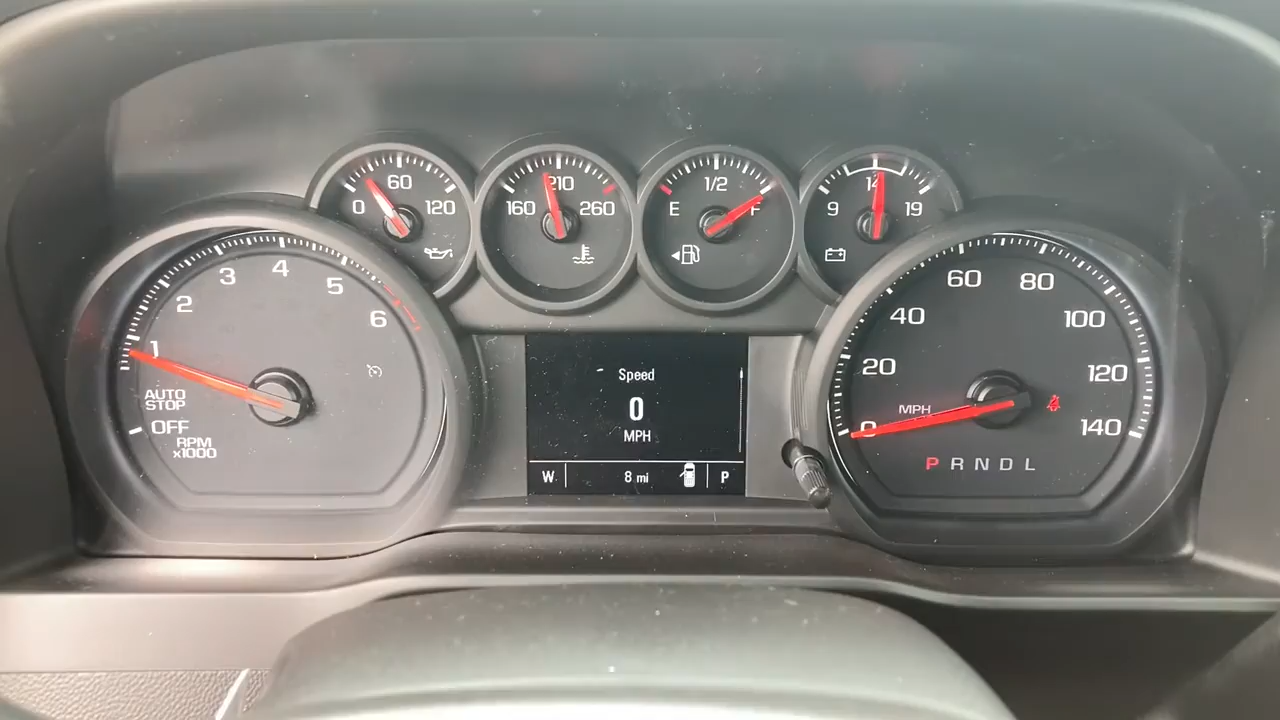 0 60 120
160 210 260
E 1/2 F
9 14 19
1 2 3 4 5 6
AUTO
STOP
OFF
RPM
x1000
Speed
0
MPH
W 8 mi P
0 20 40 60 80 100 120 140
MPH
P R N D L